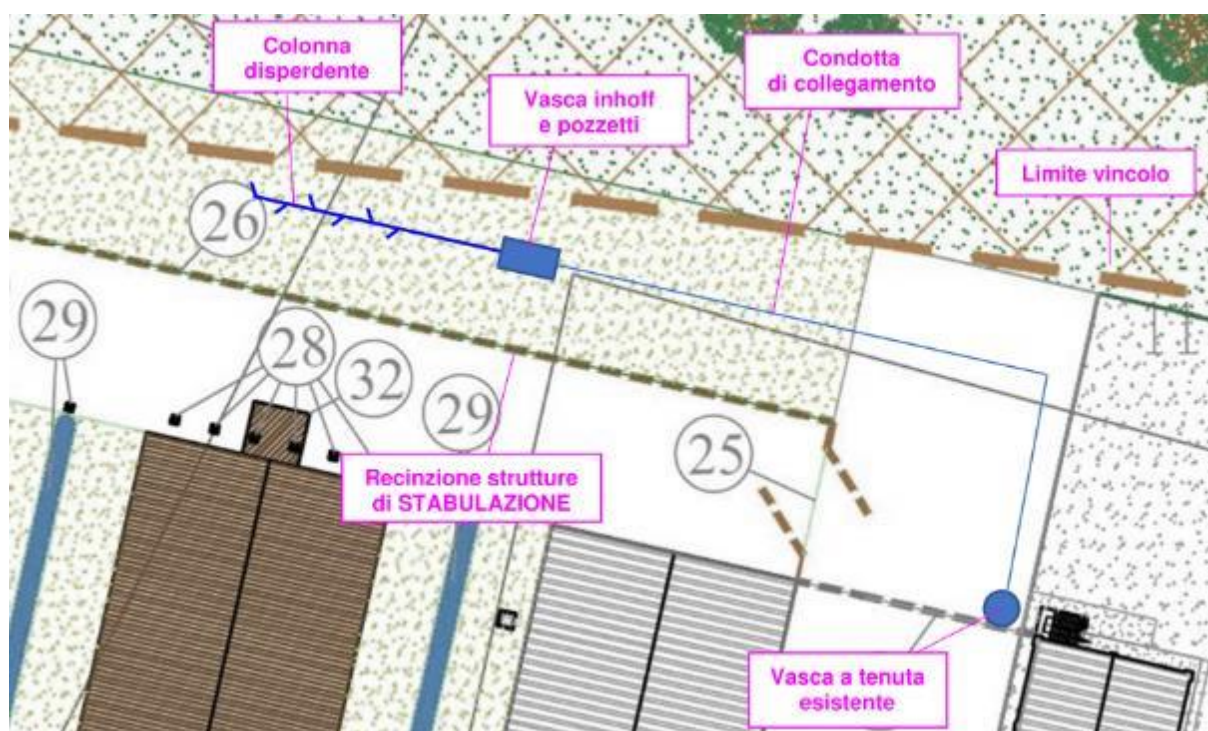 Colonna
disperdente
Vasca inhoff
e pozzetti
Condotta
di collegamento
Limite vincolo
26
29
28
32
29
25
Recinzione strutture
di STABULAZIONE
Vasca a tenuta
esistente